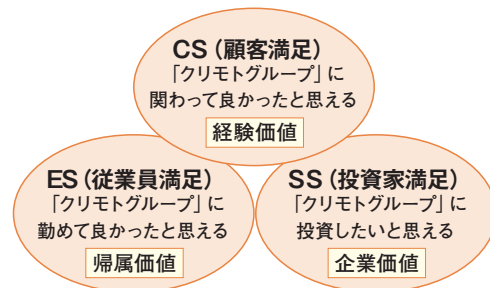 CS（顧客満足）
「クリモトグループ」に
関わって良かったと思える
経験価値
ES（従業員満足）
「クリモトグループ」に
勤めて良かったと思える
帰属価値
SS（投資家満足）
「クリモトグループ」に
投資したいと思える
企業価値